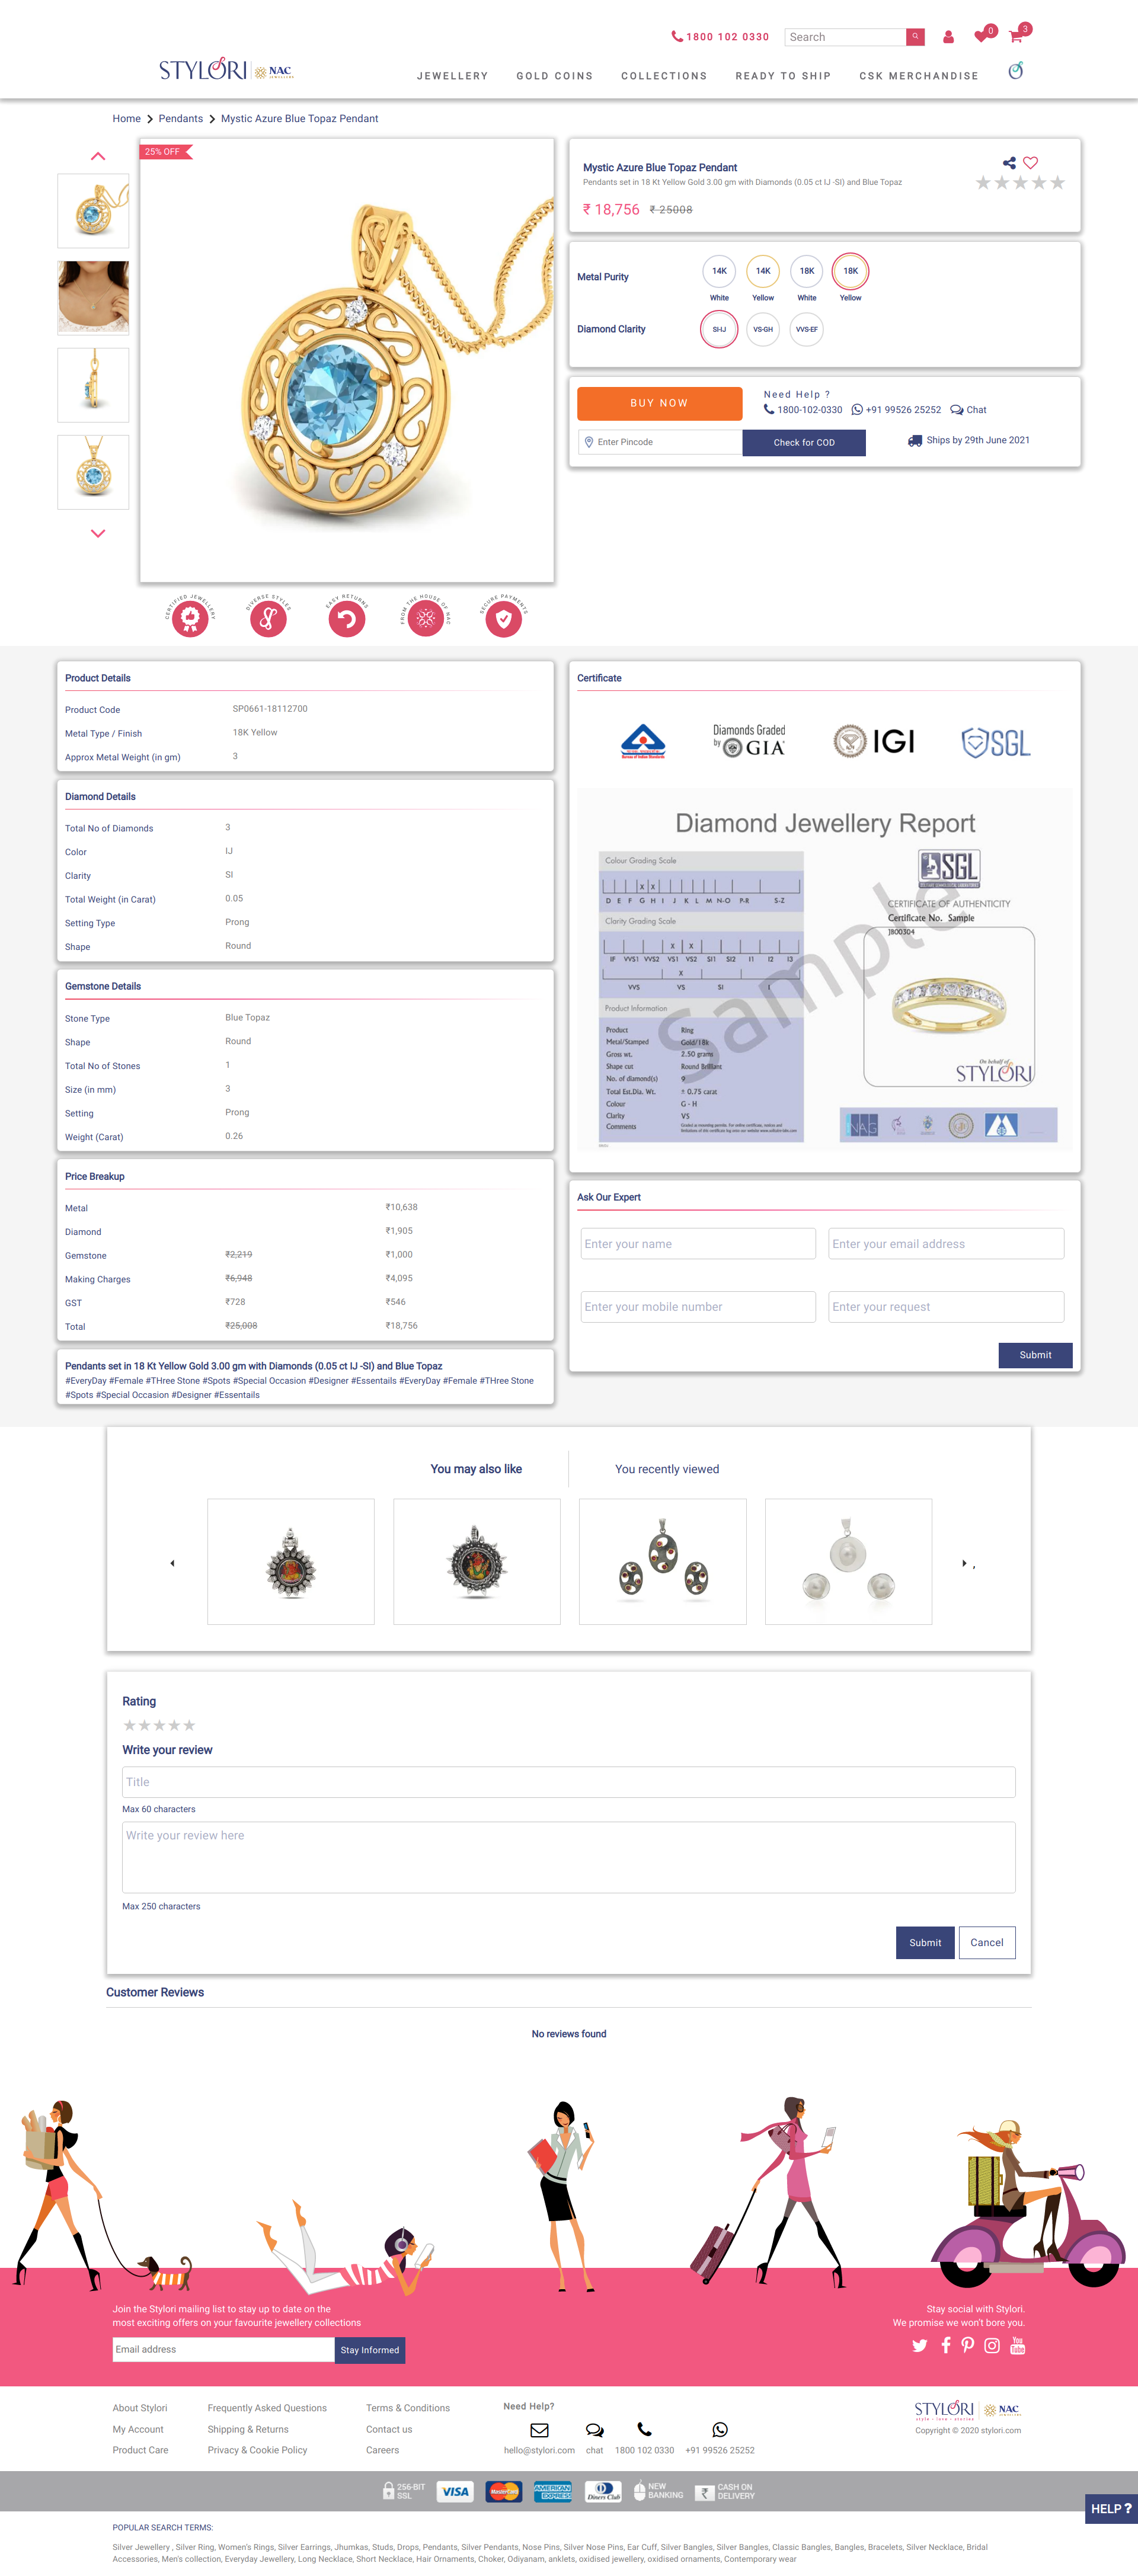 1800 102 0330
Search
0
3
STYLORI NAC
JEWELLERS
JEWELLERY GOLD COINS COLLECTIONS READY TO SHIP CSK MERCHANDISE
Home Pendants Mystic Azure Blue Topaz Pendant
25% OFF
Mystic Azure Blue Topaz Pendant
Pendants set in 18 Kt Yellow Gold 3.00 gm with Diamonds (0.05 ct IJ -SI) and Blue Topaz
₹ 18,756 ₹ 25008
Metal Purity
14K 14K 18K 18K
White Yellow White Yellow
Diamond Clarity
SI-IJ VS-GH VVS-EF
BUY NOW
Need Help ?
1800-102-0330 +91 99526 25252 Chat
Enter Pincode
Check for COD
Ships by 29th June 2021
CERTIFIED JEWELLERY
DIVERSE STYLES
EASY RETURNS
FROM THE HOUSE OF NAC
SECURE PAYMENTS
Product Details
Product Code SP0661-18112700
Metal Type / Finish 18K Yellow
Approx Metal Weight (in gm) 3
Diamond Details
Total No of Diamonds 3
Color IJ
Clarity SI
Total Weight (in Carat) 0.05
Setting Type Prong
Shape Round
Gemstone Details
Stone Type Blue Topaz
Shape Round
Total No of Stones 1
Size (in mm) 3
Setting Prong
Weight (Carat) 0.26
Price Breakup
Metal ₹10,638
Diamond ₹1,905
Gemstone ₹2,219 ₹1,000
Making Charges ₹6,948 ₹4,095
GST ₹728 ₹546
Total ₹25,008 ₹18,756
Pendants set in 18 Kt Yellow Gold 3.00 gm with Diamonds (0.05 ct IJ -SI) and Blue Topaz
#EveryDay #Female #THree Stone #Spots #Special Occasion #Designer #Essentails #EveryDay #Female #THree Stone
#Spots #Special Occasion #Designer #Essentails
Certificate
Bureau of Indian Standards
Diamonds Graded
by GIA
IGI
SGL
Diamond Jewellery Report
Colour Grading Scale
X X
D E F G H I J K L M N-O P-R S-Z
Clarity Grading Scale
X X
IF VVS1 VVS2 VS1 VS2 SI1 SI2 I1 I2 I3
X
VVS VS SI I
Product Information
Product Ring
Metal/Stamped Gold/18k
Gross wt. 2.50 grams
Shape cut Round Brilliant
No. of diamond(s) 9
Total Est.Dia. Wt. ± 0.75 carat
Colour G - H
Clarity VS
Comments
SGL
CERTIFICATE OF AUTHENTICITY
Certificate No. Sample
JB00304
Sample
On behalf of
STYLORI
NAG
Ask Our Expert
Enter your name
Enter your email address
Enter your mobile number
Enter your request
Submit
You may also like
You recently viewed
,
Rating
Write your review
Title
Max 60 characters
Write your review here
Max 250 characters
Submit
Cancel
Customer Reviews
No reviews found
Join the Stylori mailing list to stay up to date on the
most exciting offers on your favourite jewellery collections
Email address
Stay Informed
Stay social with Stylori.
We promise we won't bore you.
You
Tube
About Stylori Frequently Asked Questions Terms & Conditions
My Account Shipping & Returns Contact us
Product Care Privacy & Cookie Policy Careers
Need Help?
hello@stylori.com chat 1800 102 0330 +91 99526 25252
STYLORI NAC
style · love · stories JEWELLERS
Copyright © 2020 stylori.com
256-BIT
SSL
VISA
MasterCard
AMERICAN
EXPRESS
Diners Club
NEW
BANKING
CASH ON
DELIVERY
HELP ?
POPULAR SEARCH TERMS:
Silver Jewellery , Silver Ring, Women's Rings, Silver Earrings, Jhumkas, Studs, Drops, Pendants, Silver Pendants, Nose Pins, Silver Nose Pins, Ear Cuff, Silver Bangles, Silver Bangles, Classic Bangles, Bangles, Bracelets, Silver Necklace, Bridal
Accessories, Men's collection, Everyday Jewellery, Long Necklace, Short Necklace, Hair Ornaments, Choker, Odiyanam, anklets, oxidised jewellery, oxidised ornaments, Contemporary wear